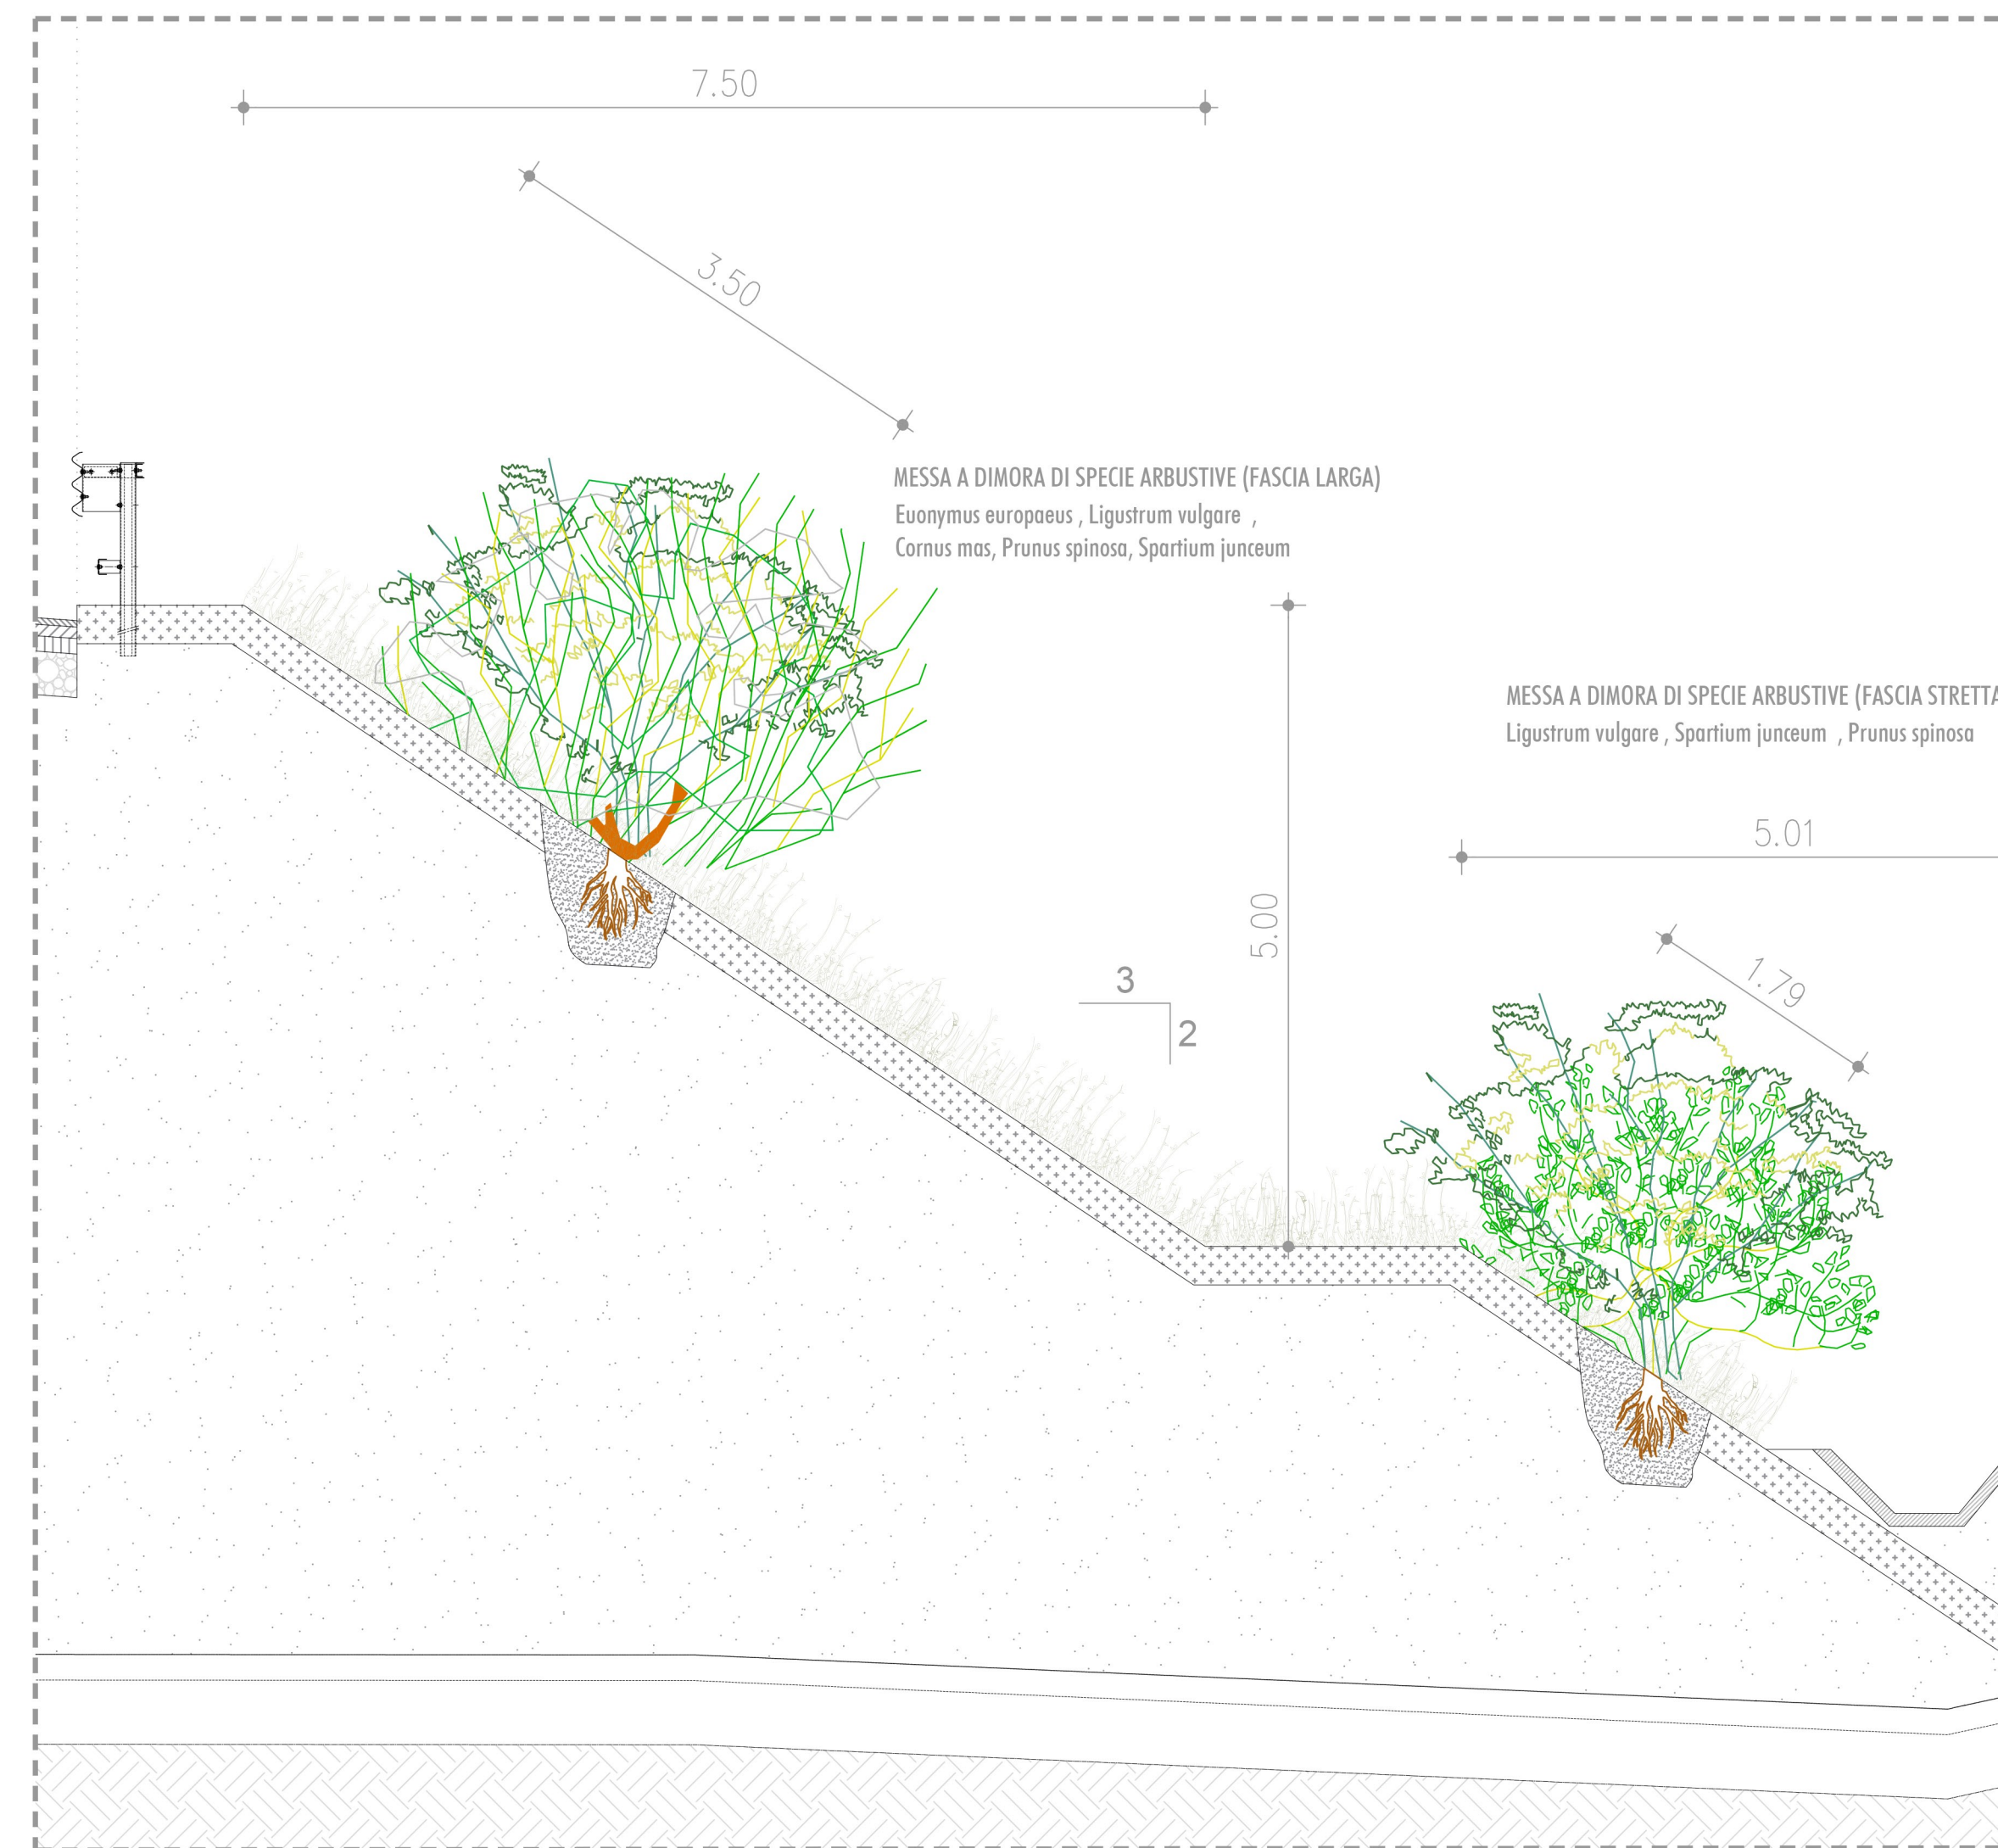 7.50
3.50
MESSA A DIMORA DI SPECIE ARBUSTIVE (FASCIA LARGA)
Euonymus europaeus , Ligustrum vulgare ,
Cornus mas, Prunus spinosa, Spartium junceum
MESSA A DIMORA DI SPECIE ARBUSTIVE (FASCIA STRETTA
Ligustrum vulgare , Spartium junceum , Prunus spinosa
5.01
5.00
1.79
3
2